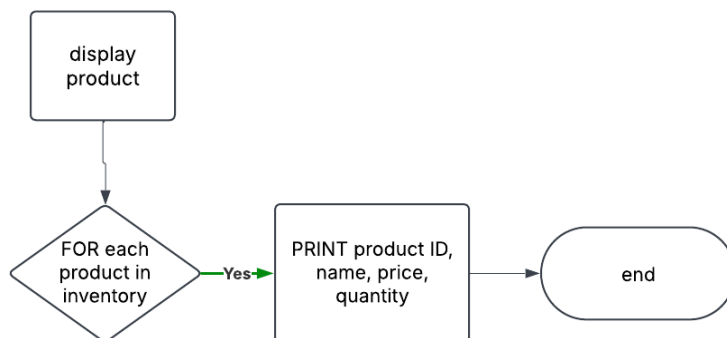 display
product
FOR each
product in
inventory
Yes
PRINT product ID,
name, price,
quantity
end